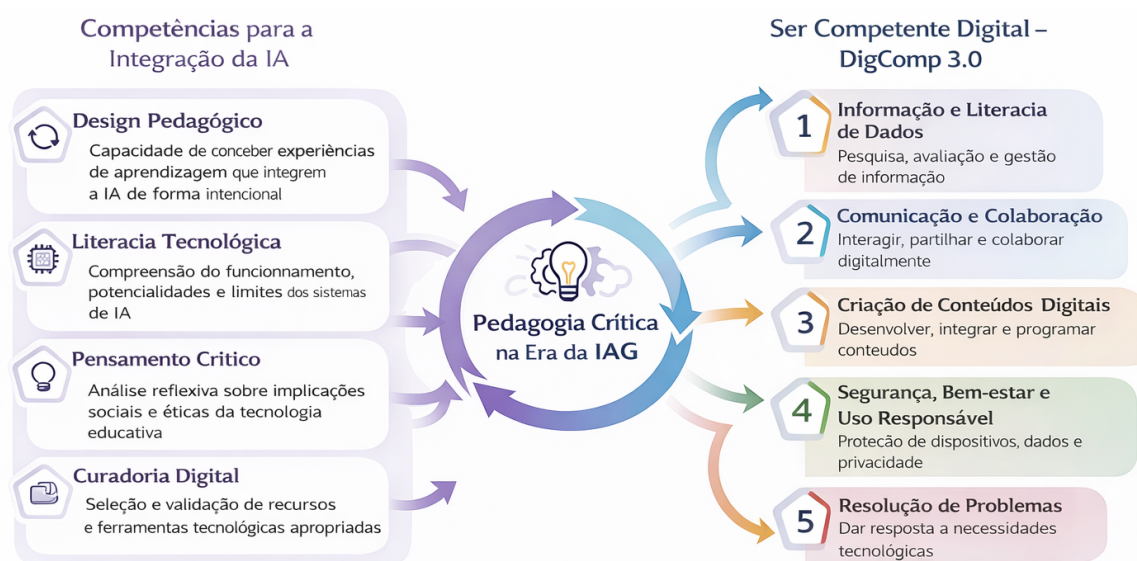 Competências para a
Integração da IA
Design Pedagógico
Capacidade de conceber experiências
de aprendizagem que integrem
a IA de forma intencional
Literacia Tecnológica
Compreensão do funcionnamento,
potencialidades e limites dos sistemas
de IA
Pensamento Critico
Análise reflexiva sobre implicações
sociais e éticas da tecnologia
educativa
Curadoria Digital
Seleção e validação de recursos
e ferramentas tecnológicas apropriadas
Pedagogia Crítica
na Era da IAG
Ser Competente Digital –
DigComp 3.0
1
Informação e Literacia
de Dados
Pesquisa, avaliação e gestão
de informação
2
Comunicação e Colaboração
Interagir, partilhar e colaborar
digitalmente
3
Criação de Conteúdos Digitais
Desenvolver, integrar e programar
conteudos
4
Segurança, Bem-estar e
Uso Responsável
Protecão de dispositivos, dados e
privacidade
5
Resolução de Problemas
Dar resposta a necessidades
tecnológicas